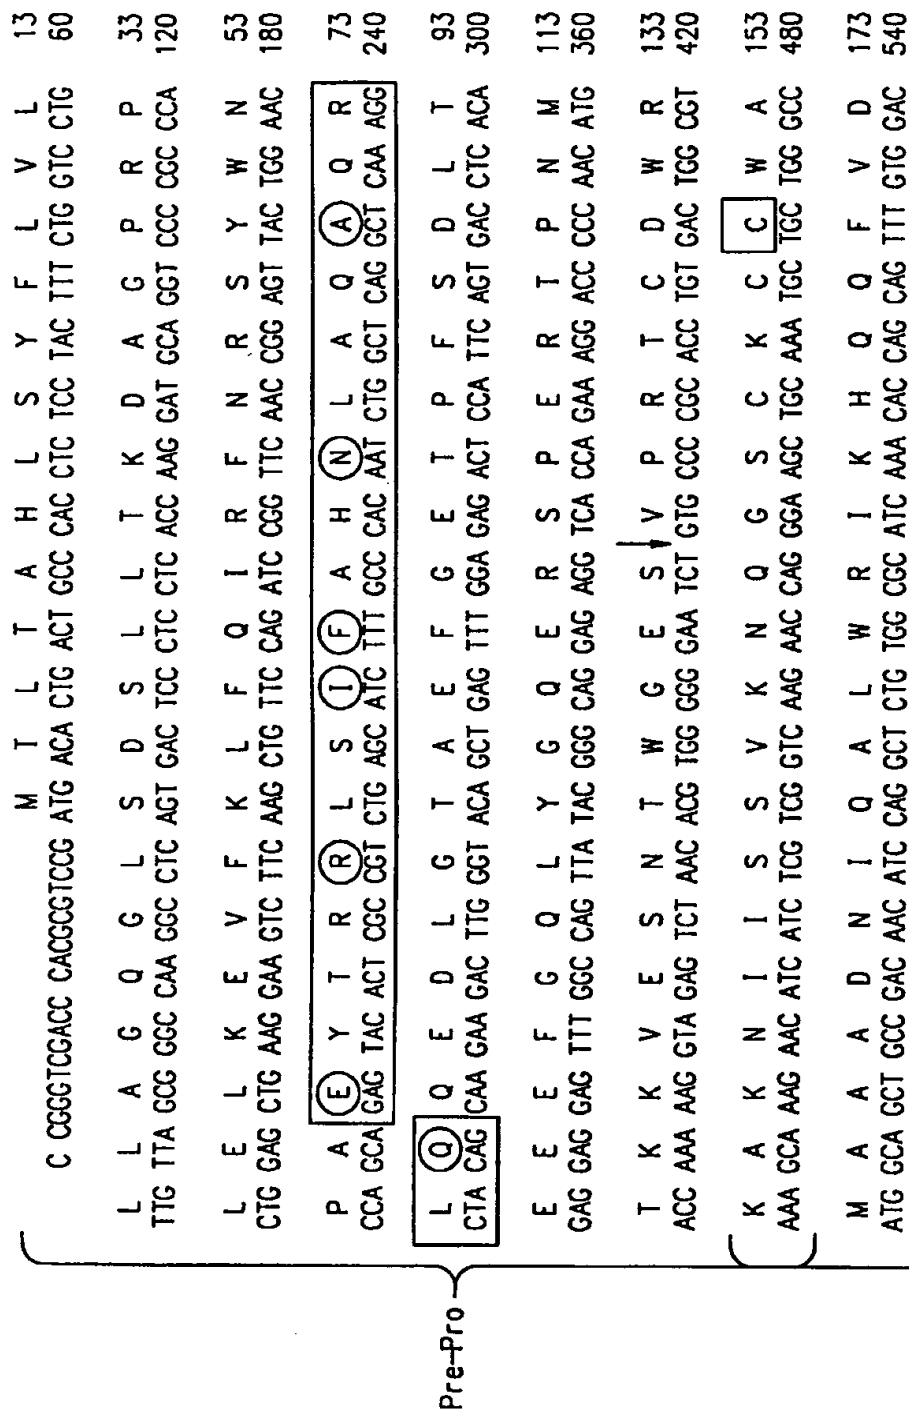 M T L T A H L S Y F L V L 13
C CGGGTCGACC CACGCGTCCG ATG ACA CTG ACT GCC CAC CTC TCC TAC TTT CTG GTC CTG 60
L L A G Q G L S D S L L T K D A G P R P 33
TTG TTA GCG GGC CAA GGC CTC AGT GAC TCC CTC CTC ACC AAG GAT GCA GGT CCC CGC CCA 120
L E L K E V F K L F Q I R F N R S Y W N 53
CTG GAG CTG AAG GAA GTC TTC AAG CTG TTC CAG ATC CGG TTC AAC CGG AGT TAC TGG AAC 180
P A E Y T R R L S I F A H N L A Q A Q R 73
CCA GCA GAG TAC ACT CGC CGT CTG AGC ATC TTT GCC CAC AAT CTG GCT CAG GCT CAA AGG 240
L Q Q E D L G T A E F G E T P F S D L T 93
CTA CAG CAA GAA GAC TTG GGT ACA GCT GAG TTT GGA GAG ACT CCA TTC AGT GAC CTC ACA 300
Pre-Pro
E E E F G Q L Y G Q E R S P E R T P N M 113
GAG GAG GAG TTT GGC CAG TTA TAC GGG CAG GAG AGG TCA CCA GAA AGG ACC CCC AAC ATG 360
T K K V E S N T W G E S V P R T C D W R 133
ACC AAA AAG GTA GAG TCT AAC ACG TGG GGG GAA TCT GTG CCC CGC ACC TGT GAC TGG CGT 420
K A K N I I S S V K N Q G S C K C C W A 153
AAA GCA AAG AAC ATC ATC TCG TCG GTC AAG AAC CAG GGA AGC TGC AAA TGC TGC TGG GCC 480
M A A A D N I Q A L W R I K H Q Q F V D 173
ATG GCA GCT GCC GAC AAC ATC CAG GCT CTG TGG CGC ATC AAA CAC CAG CAG TTT GTG GAC 540